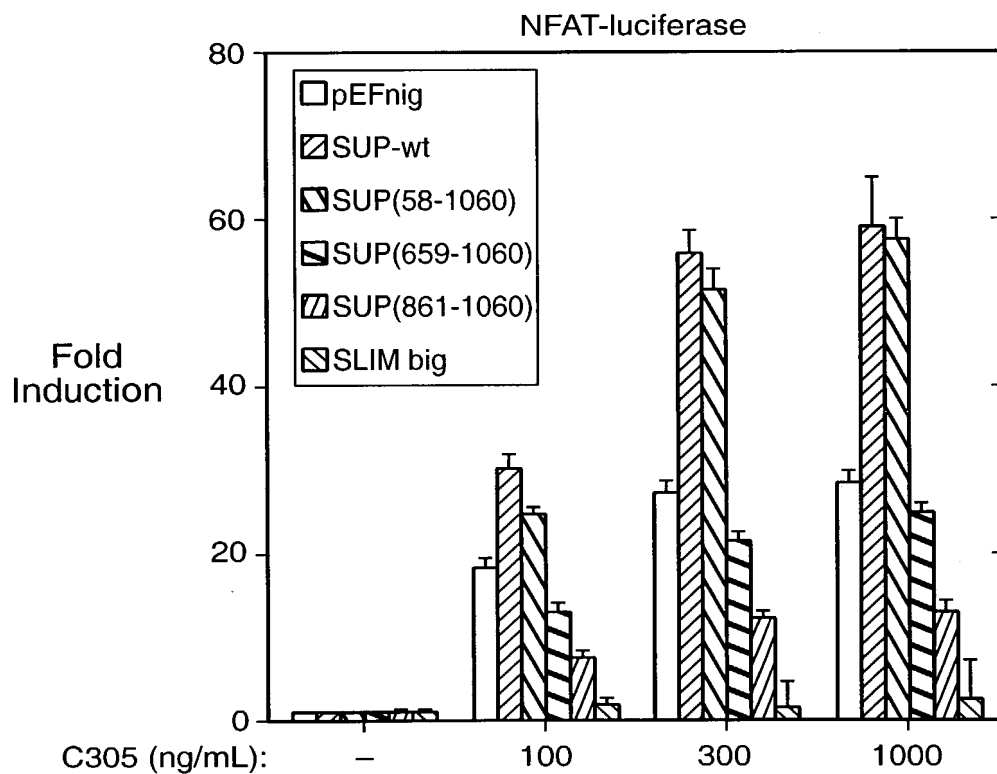 NFAT-luciferase
80
60
40
20
0
Fold
Induction
pEFnig
SUP-wt
SUP(58-1060)
SUP(659-1060)
SUP(861-1060)
SLIM big
C305 (ng/mL): – 100 300 1000